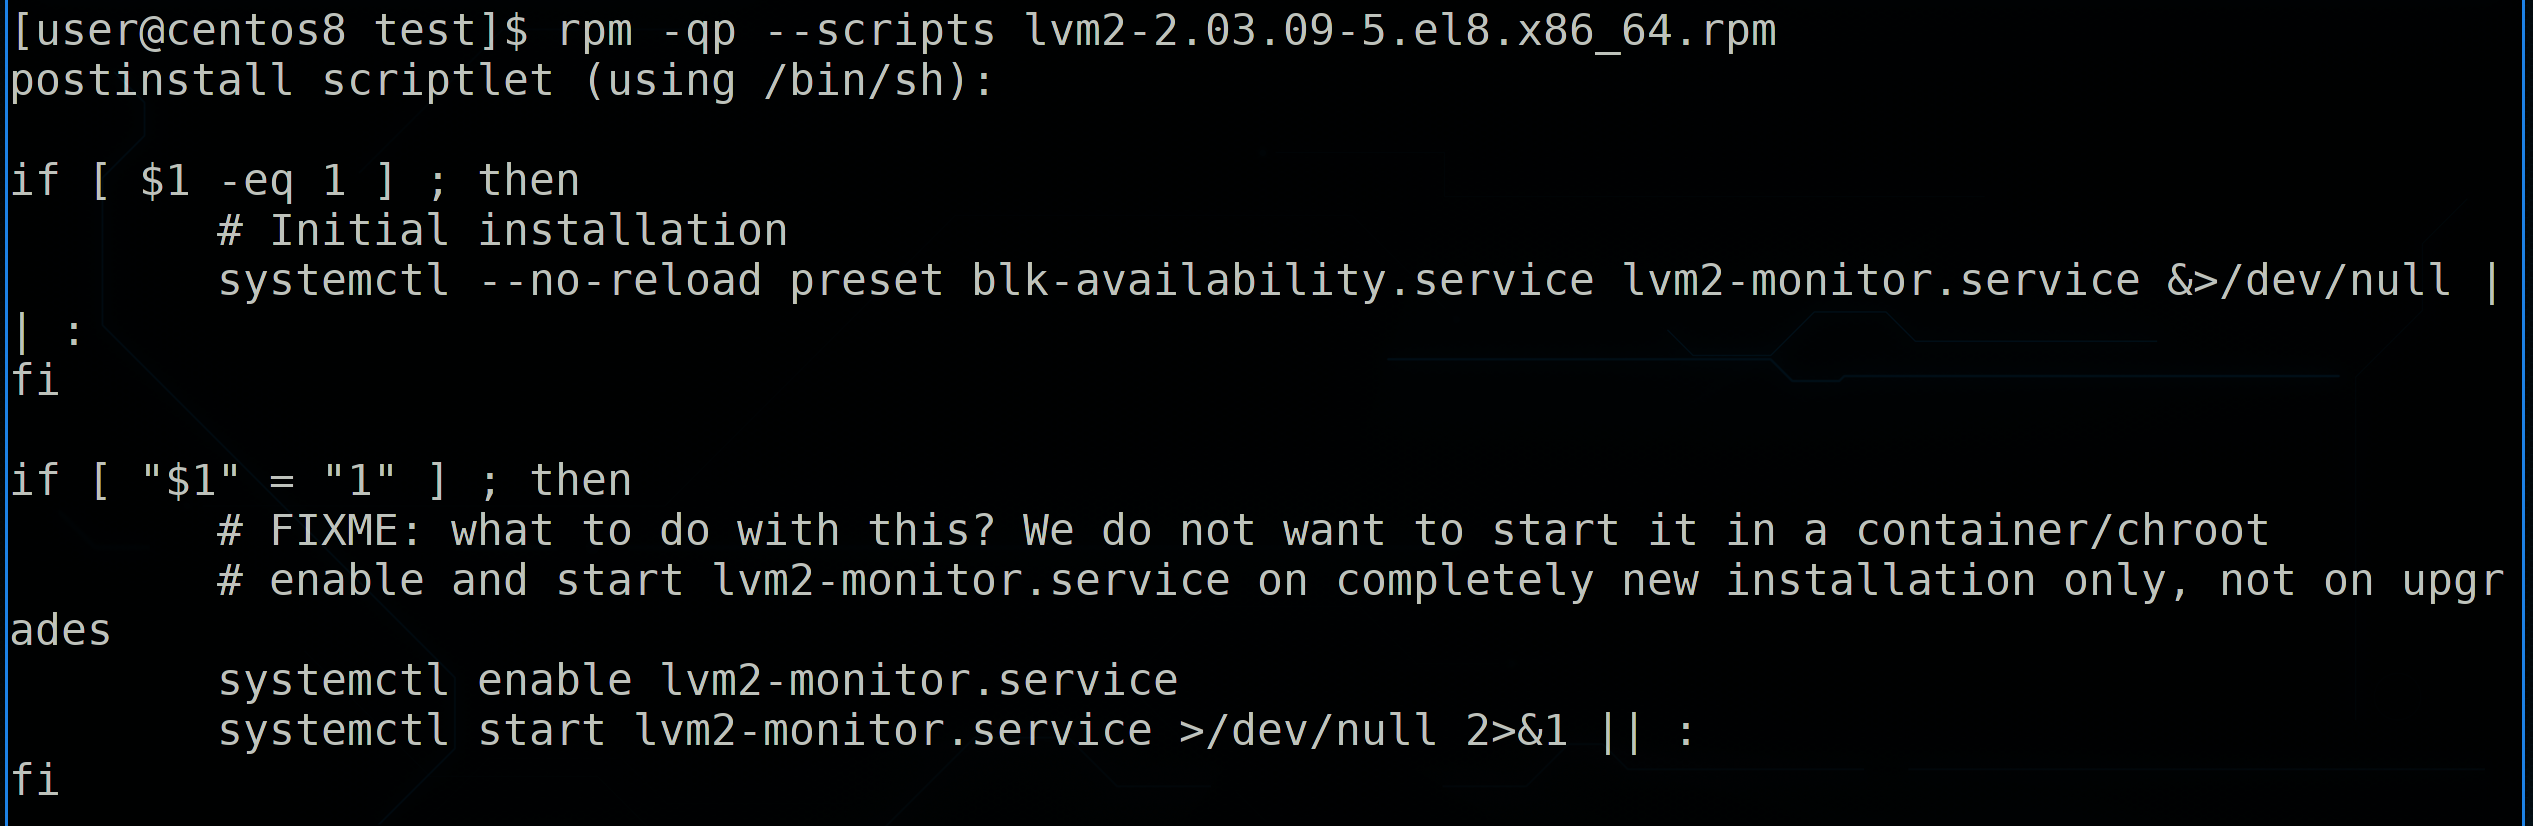 [user@centos8 test]$ rpm -qp --scripts lvm2-2.03.09-5.el8.x86_64.rpm
postinstall scriptlet (using /bin/sh):

if [ $1 -eq 1 ] ; then
        # Initial installation
        systemctl --no-reload preset blk-availability.service lvm2-monitor.service &>/dev/null |
| :
fi

if [ "$1" = "1" ] ; then
        # FIXME: what to do with this? We do not want to start it in a container/chroot
        # enable and start lvm2-monitor.service on completely new installation only, not on upgr
ades
        systemctl enable lvm2-monitor.service
        systemctl start lvm2-monitor.service >/dev/null 2>&1 || :
fi